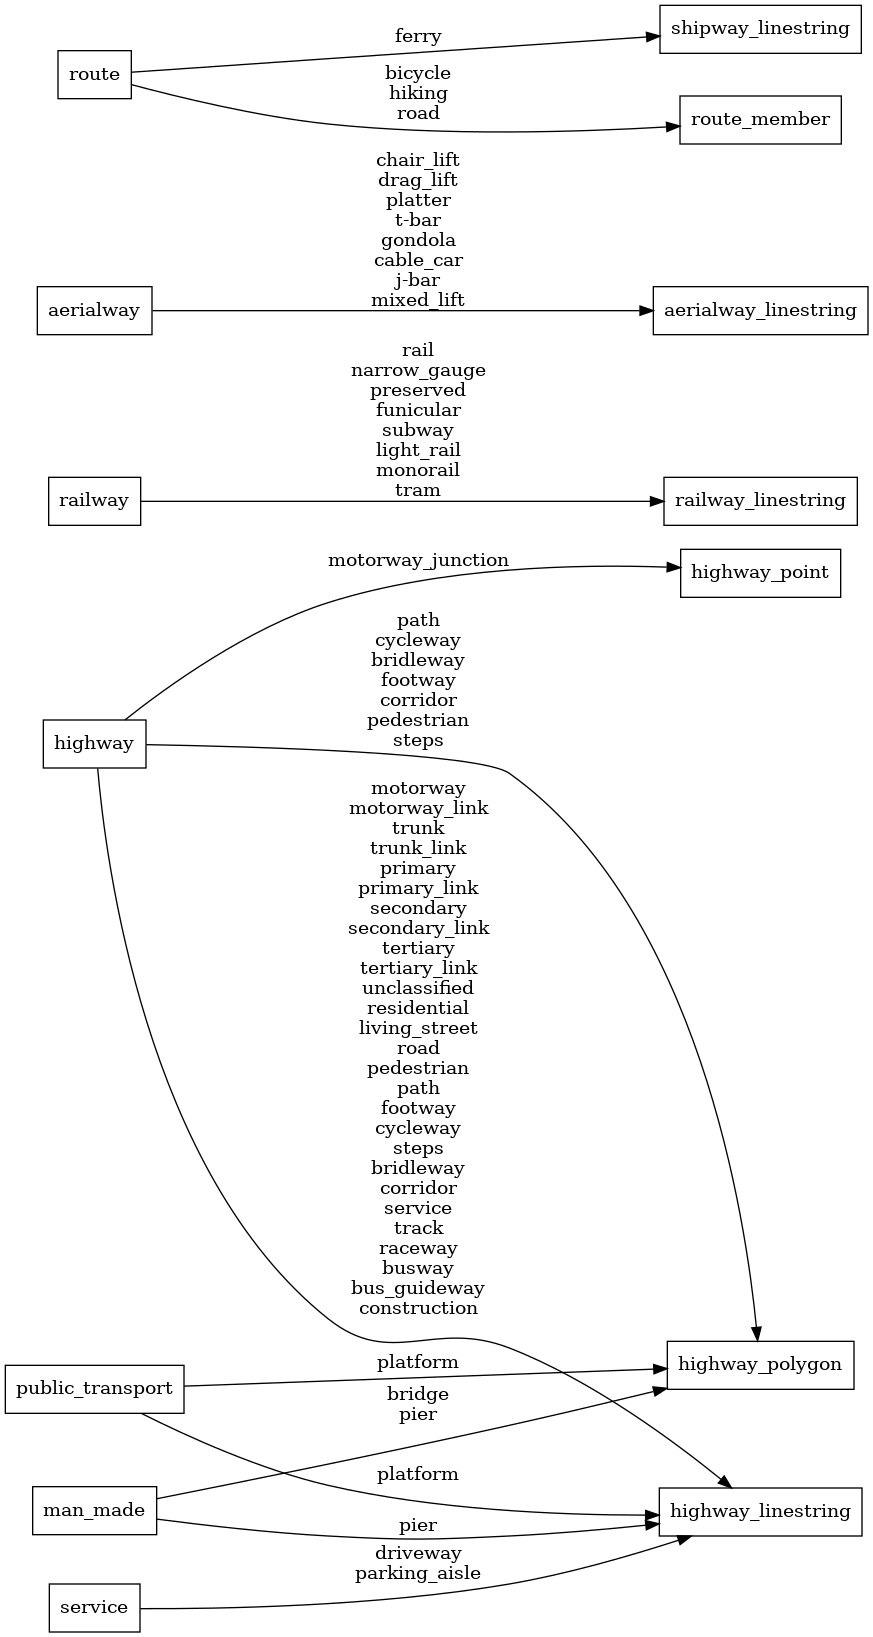 route
ferry
shipway_linestring
bicycle
hiking
road
route_member
chair_lift
drag_lift
platter
t-bar
gondola
cable_car
j-bar
mixed_lift
aerialway
aerialway_linestring
rail
narrow_gauge
preserved
funicular
subway
light_rail
monorail
tram
railway
railway_linestring
motorway_junction
highway_point
path
cycleway
bridleway
footway
corridor
pedestrian
steps
highway
motorway
motorway_link
trunk
trunk_link
primary
primary_link
secondary
secondary_link
tertiary
tertiary_link
unclassified
residential
living_street
road
pedestrian
path
footway
cycleway
steps
bridleway
corridor
service
track
raceway
busway
bus_guideway
construction
public_transport
platform
highway_polygon
bridge
pier
platform
man_made
pier
highway_linestring
driveway
parking_aisle
service